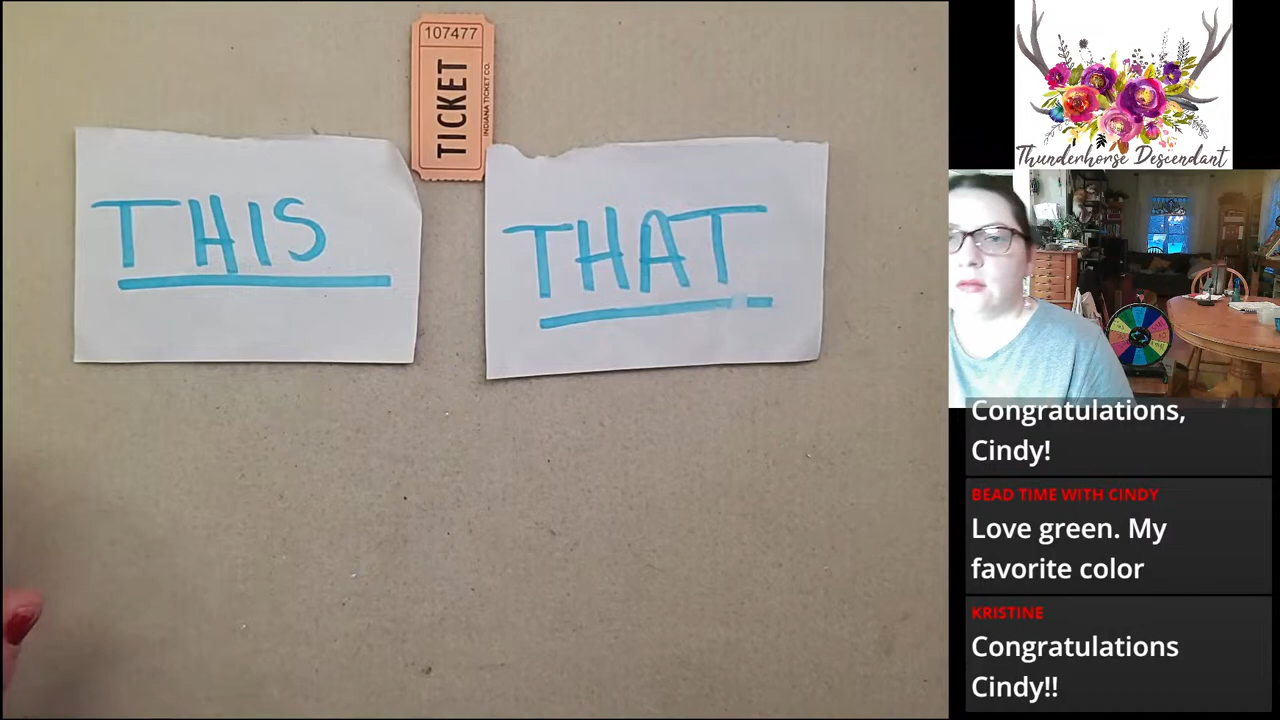 107477
TICKET
INDIANA TICKET CO.
THIS
THAT
Thunderhorse Descendant
Congratulations,
Cindy!
BEAD TIME WITH CINDY
Love green. My
favorite color
KRISTINE
Congratulations
Cindy!!